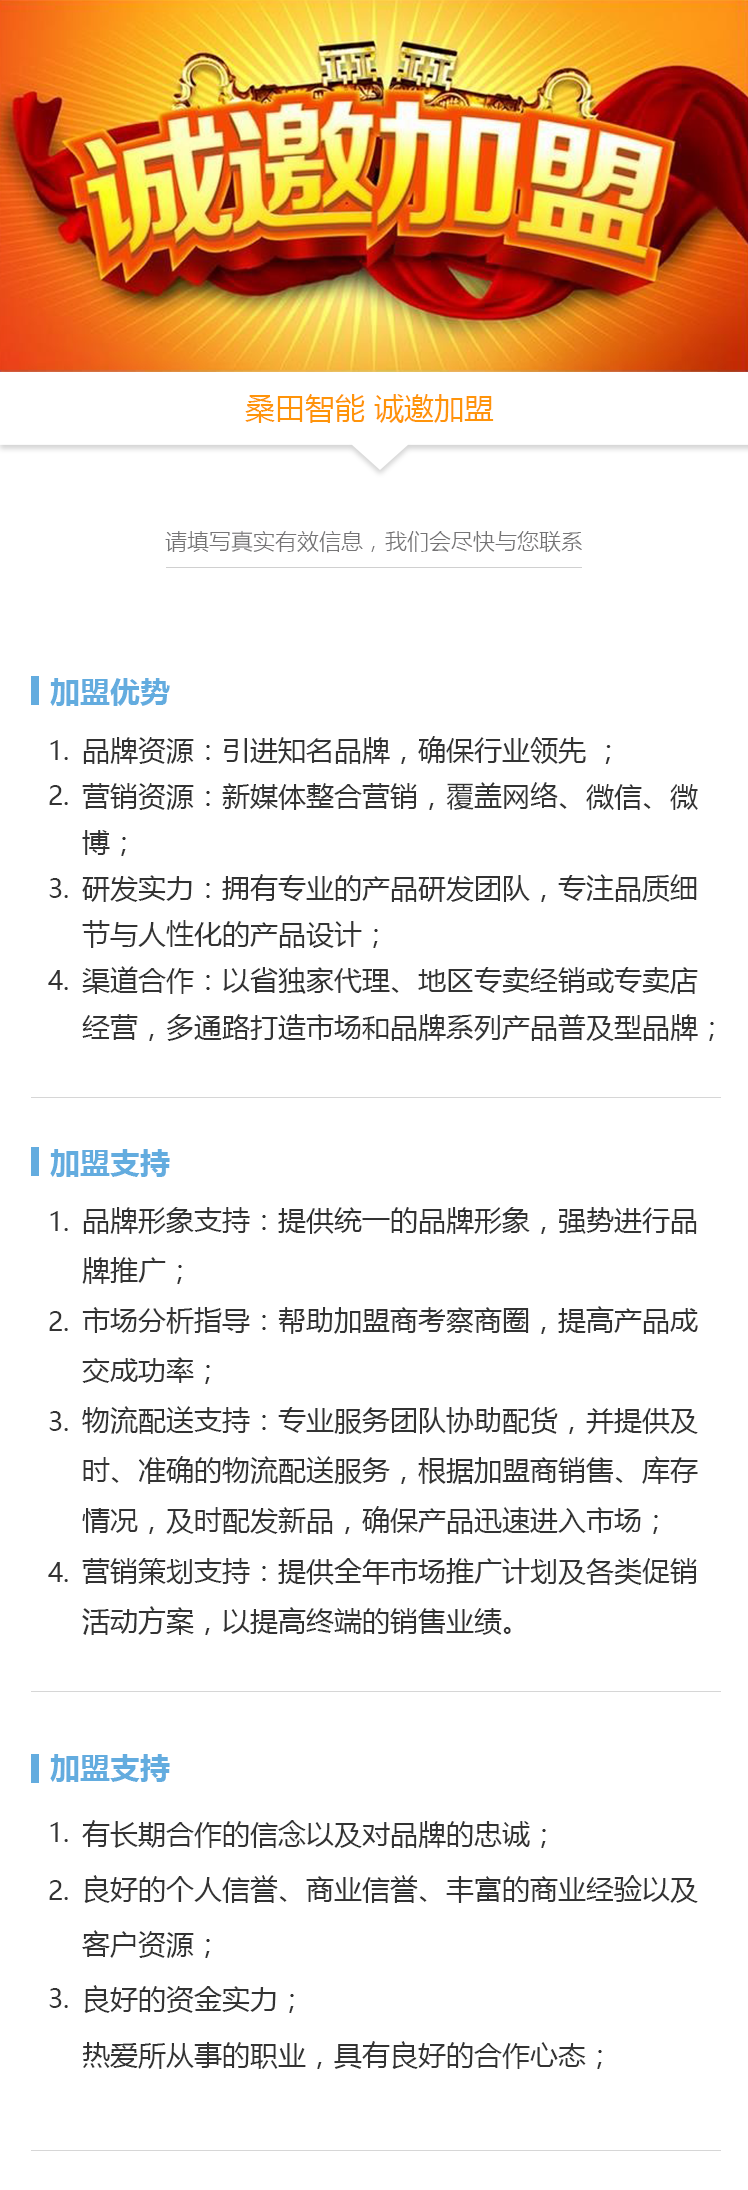 诚邀加盟
桑田智能 诚邀加盟
请填写真实有效信息，我们会尽快与您联系
加盟优势
1. 品牌资源：引进知名品牌，确保行业领先 ；
2. 营销资源：新媒体整合营销，覆盖网络、微信、微
博；
3. 研发实力：拥有专业的产品研发团队，专注品质细
节与人性化的产品设计；
4. 渠道合作：以省独家代理、地区专卖经销或专卖店
经营，多通路打造市场和品牌系列产品普及型品牌；
加盟支持
1. 品牌形象支持：提供统一的品牌形象，强势进行品
牌推广；
2. 市场分析指导：帮助加盟商考察商圈，提高产品成
交成功率；
3. 物流配送支持：专业服务团队协助配货，并提供及
时、准确的物流配送服务，根据加盟商销售、库存
情况，及时配发新品，确保产品迅速进入市场；
4. 营销策划支持：提供全年市场推广计划及各类促销
活动方案，以提高终端的销售业绩。
加盟支持
1. 有长期合作的信念以及对品牌的忠诚；
2. 良好的个人信誉、商业信誉、丰富的商业经验以及
客户资源；
3. 良好的资金实力；
热爱所从事的职业，具有良好的合作心态；